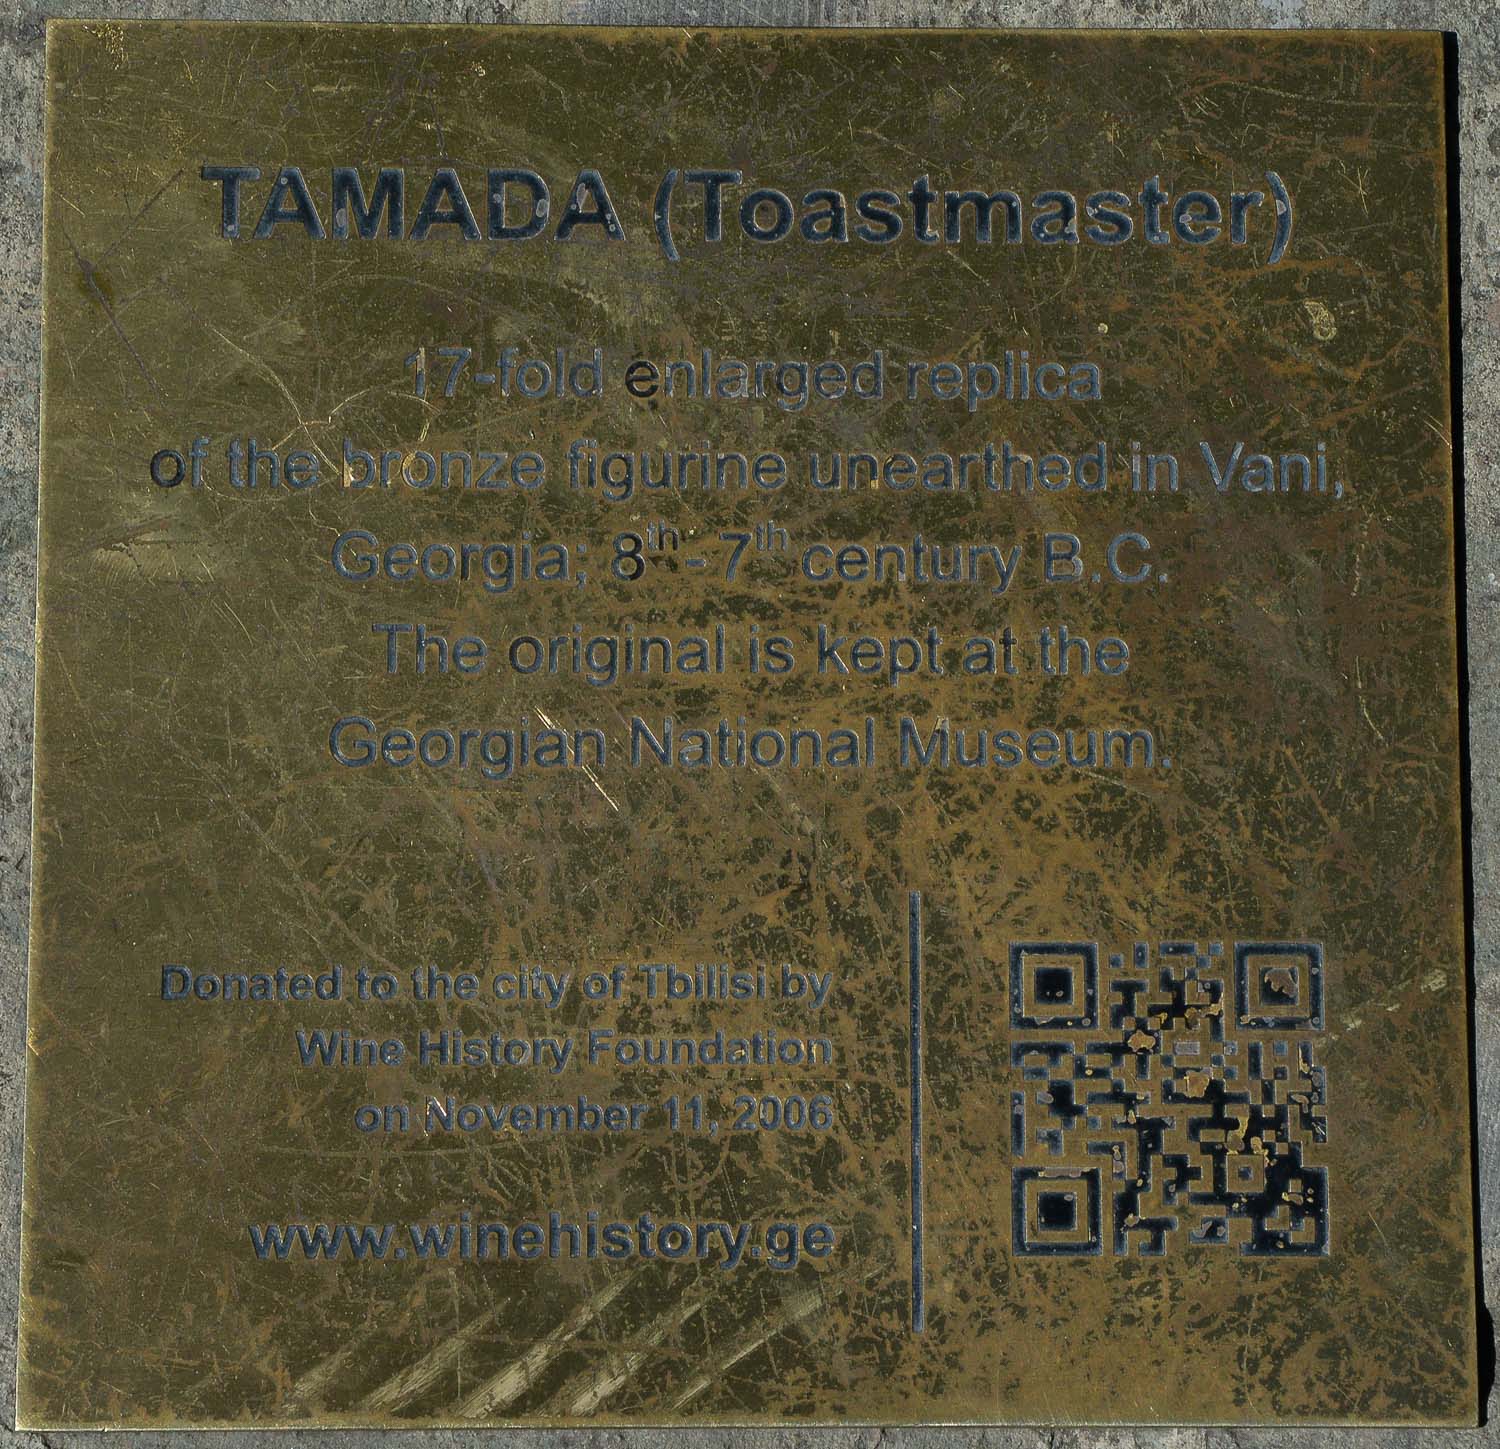 TAMADA (Toastmaster)
17-fold enlarged replica
of the bronze figurine unearthed in Vani,
Georgia; 8th-7th century B.C.
The original is kept at the
Georgian National Museum.
Donated to the city of Tbilisi by
Wine History Foundation
on November 11, 2006
www.winehistory.ge